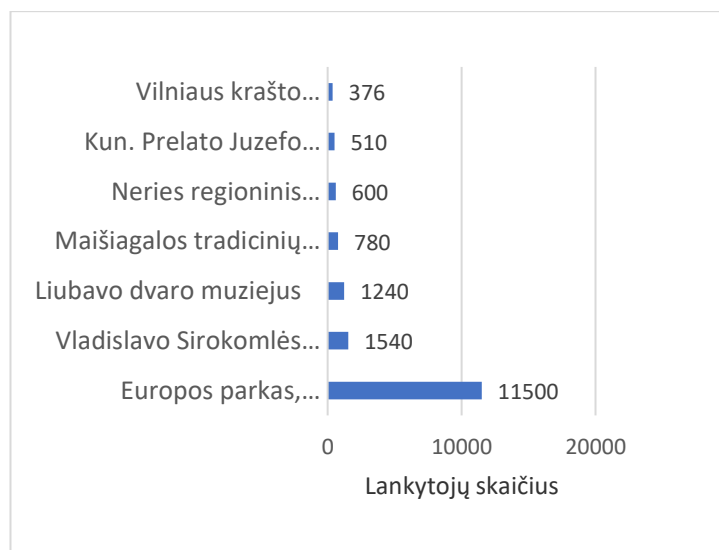 Vilniaus krašto... 376
Kun. Prelato Juzefo... 510
Neries regioninis... 600
Maišiagalos tradicinių... 780
Liubavo dvaro muziejus 1240
Vladislavo Sirokomlės... 1540
Europos parkas,... 11500
0 10000 20000
Lankytojų skaičius